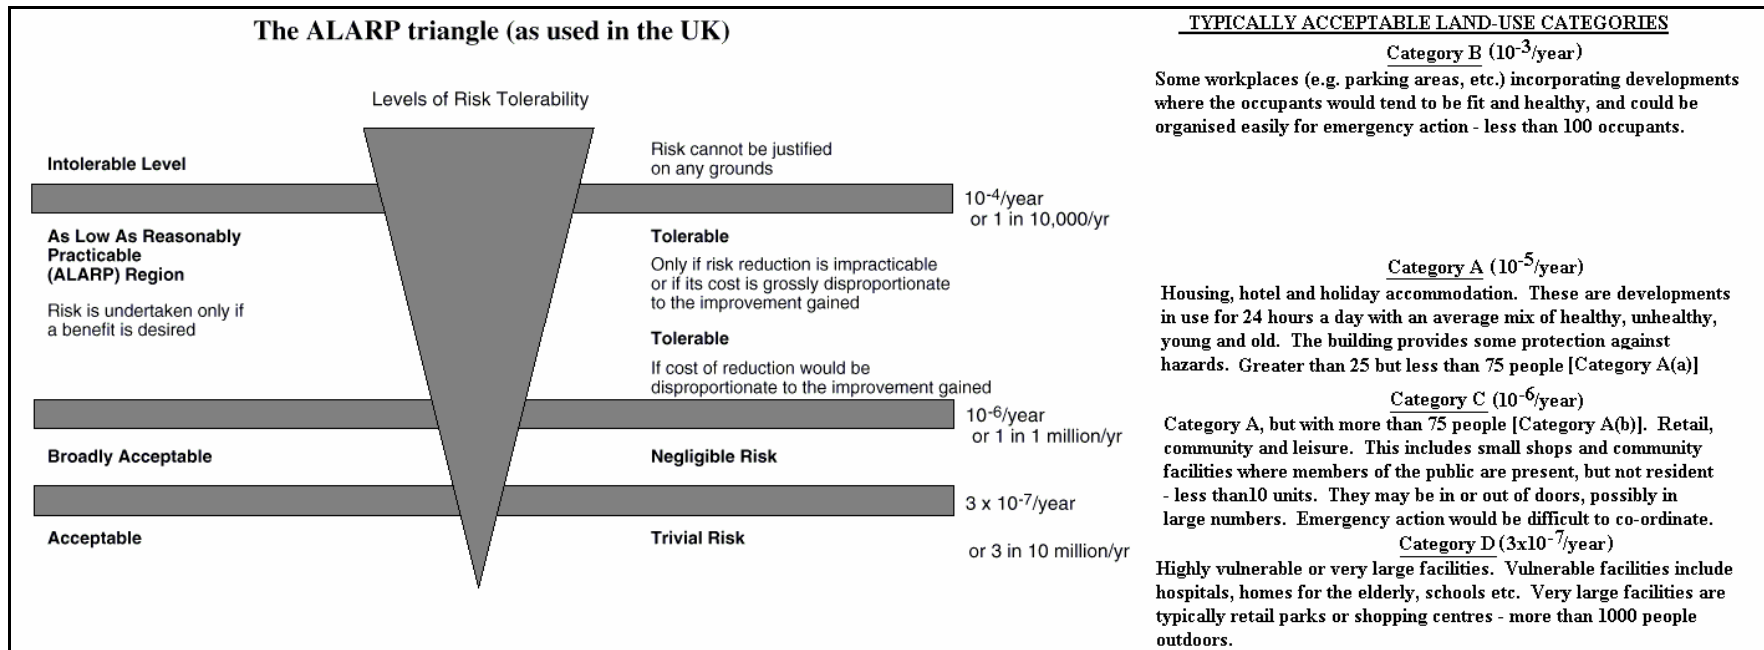 The ALARP triangle (as used in the UK)
Levels of Risk Tolerability
Intolerable Level
Risk cannot be justified
on any grounds
10-4/year
or 1 in 10,000/yr
As Low As Reasonably
Practicable
(ALARP) Region
Risk is undertaken only if
a benefit is desired
Tolerable
Only if risk reduction is impracticable
or if its cost is grossly disproportionate
to the improvement gained
Tolerable
If cost of reduction would be
disproportionate to the improvement gained
10-6/year
or 1 in 1 million/yr
Broadly Acceptable
Negligible Risk
3 x 10-7/year
Acceptable
Trivial Risk
or 3 in 10 million/yr
TYPICALLY ACCEPTABLE LAND-USE CATEGORIES
Category B (10-3/year)
Some workplaces (e.g. parking areas, etc.) incorporating developments
where the occupants would tend to be fit and healthy, and could be
organised easily for emergency action - less than 100 occupants.
Category A (10-5/year)
Housing, hotel and holiday accommodation. These are developments
in use for 24 hours a day with an average mix of healthy, unhealthy,
young and old. The building provides some protection against
hazards. Greater than 25 but less than 75 people [Category A(a)]
Category C (10-6/year)
Category A, but with more than 75 people [Category A(b)]. Retail,
community and leisure. This includes small shops and community
facilities where members of the public are present, but not resident
- less than10 units. They may be in or out of doors, possibly in
large numbers. Emergency action would be difficult to co-ordinate.
Category D (3x10-7/year)
Highly vulnerable or very large facilities. Vulnerable facilities include
hospitals, homes for the elderly, schools etc. Very large facilities are
typically retail parks or shopping centres - more than 1000 people
outdoors.